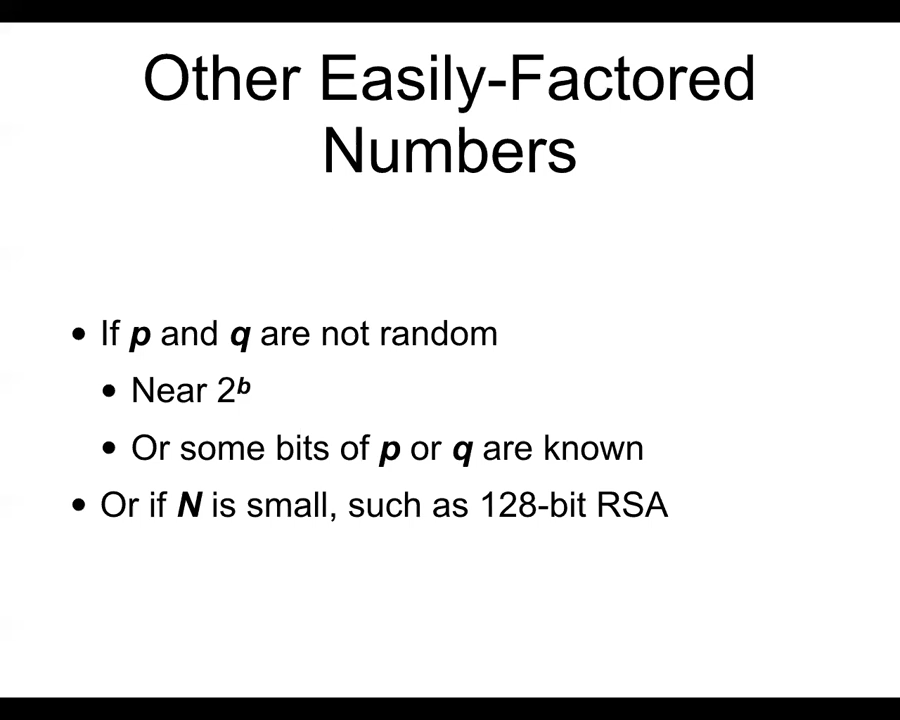 Other Easily-Factored
Numbers
• If p and q are not random
• Near 2ᵇ
• Or some bits of p or q are known
• Or if N is small, such as 128-bit RSA